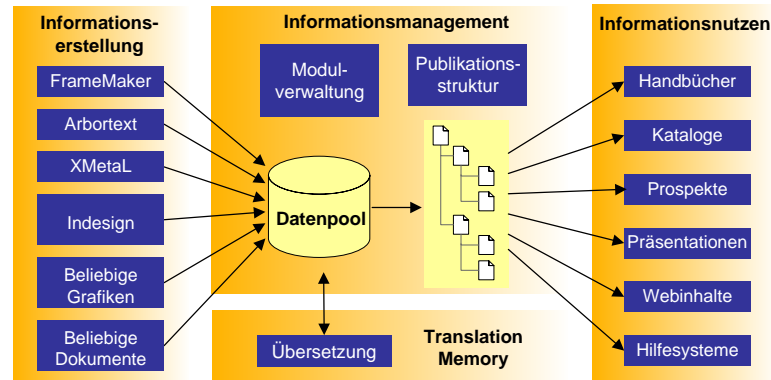 Informations-
erstellung
FrameMaker
Arbortext
XMetaL
Indesign
Beliebige
Grafiken
Beliebige
Dokumente
Informationsmanagement
Modul-
verwaltung
Publikations-
struktur
Datenpool
Übersetzung
Translation
Memory
Informationsnutzen
Handbücher
Kataloge
Prospekte
Präsentationen
Webinhalte
Hilfesysteme